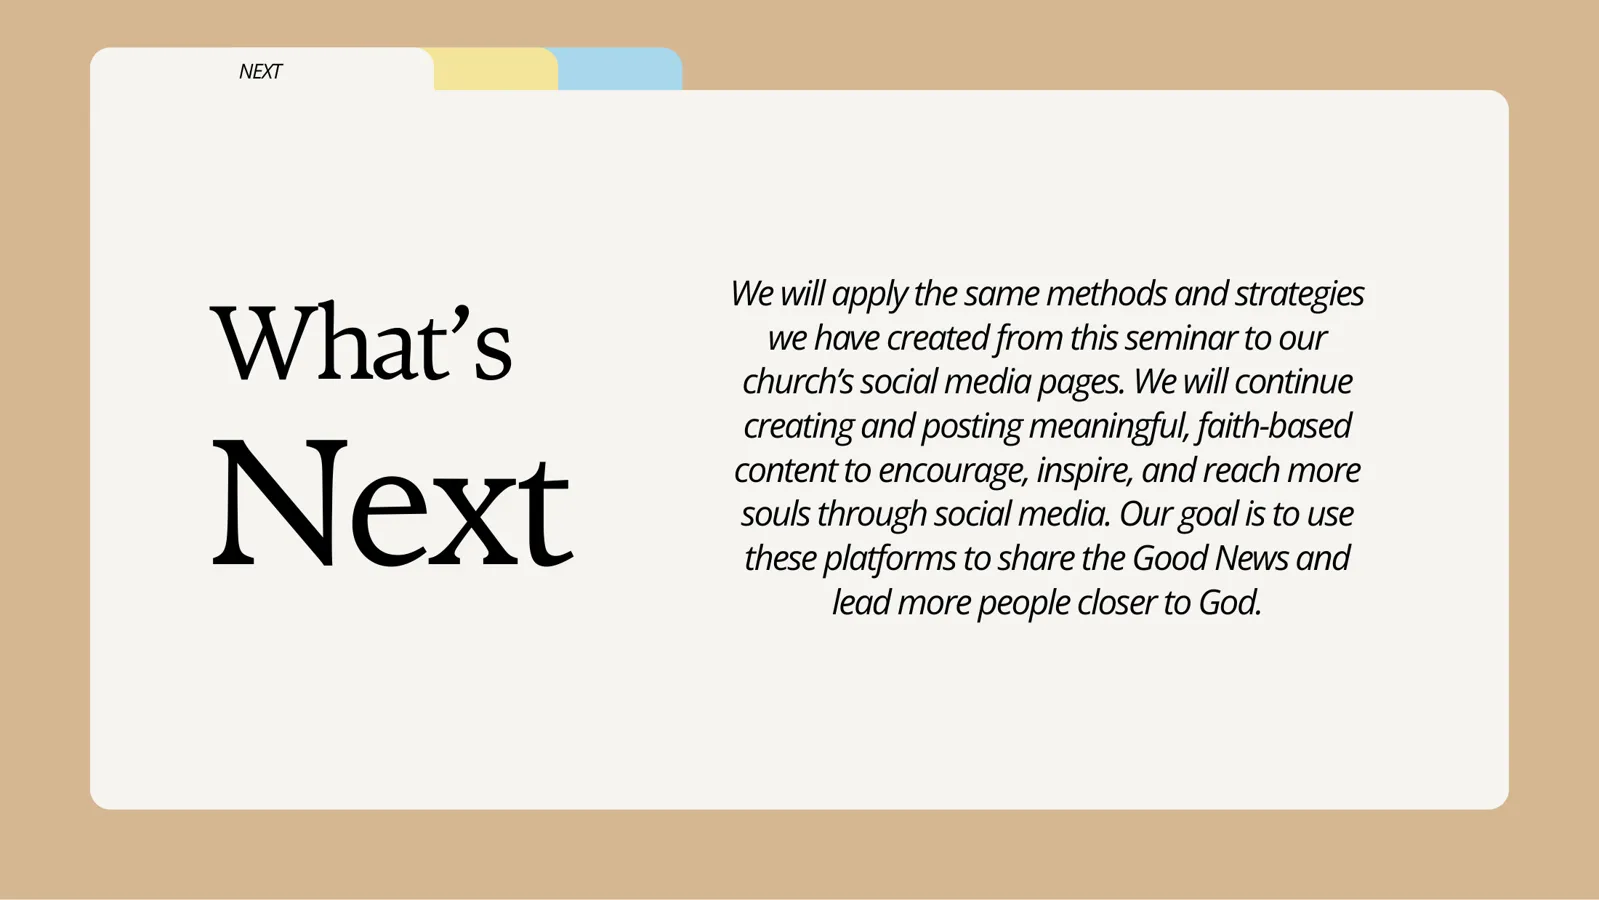 NEXT
What’s
Next
We will apply the same methods and strategies
we have created from this seminar to our
church’s social media pages. We will continue
creating and posting meaningful, faith-based
content to encourage, inspire, and reach more
souls through social media. Our goal is to use
these platforms to share the Good News and
lead more people closer to God.